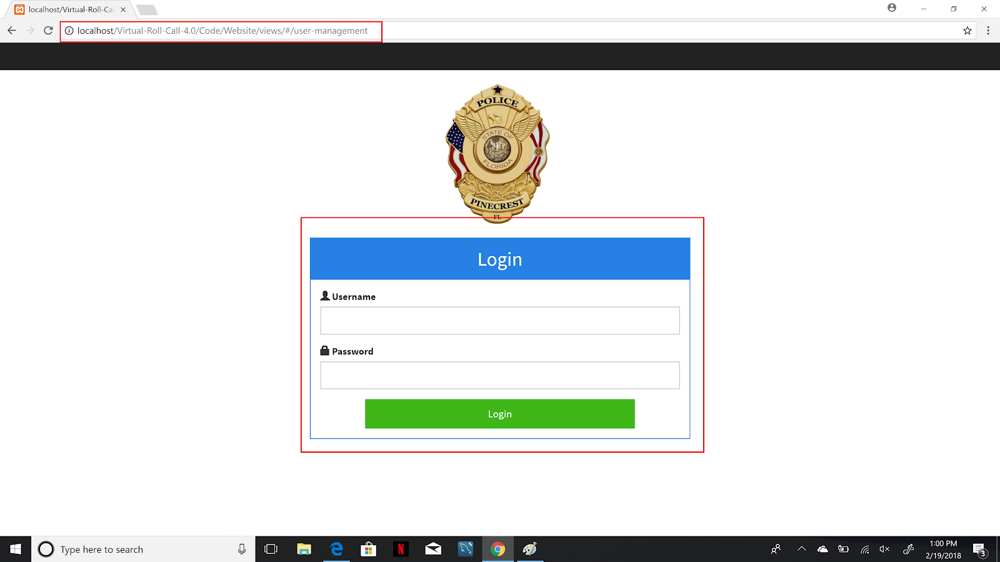 localhost/Virtual-Roll-Ca
localhost/Virtual-Roll-Call-4.0/Code/Website/views/#/user-management
POLICE
STATE OF
FLORIDA
PINECREST
FL
Login
Username
Password
Login
Type here to search
N
1:00 PM
2/19/2018
3